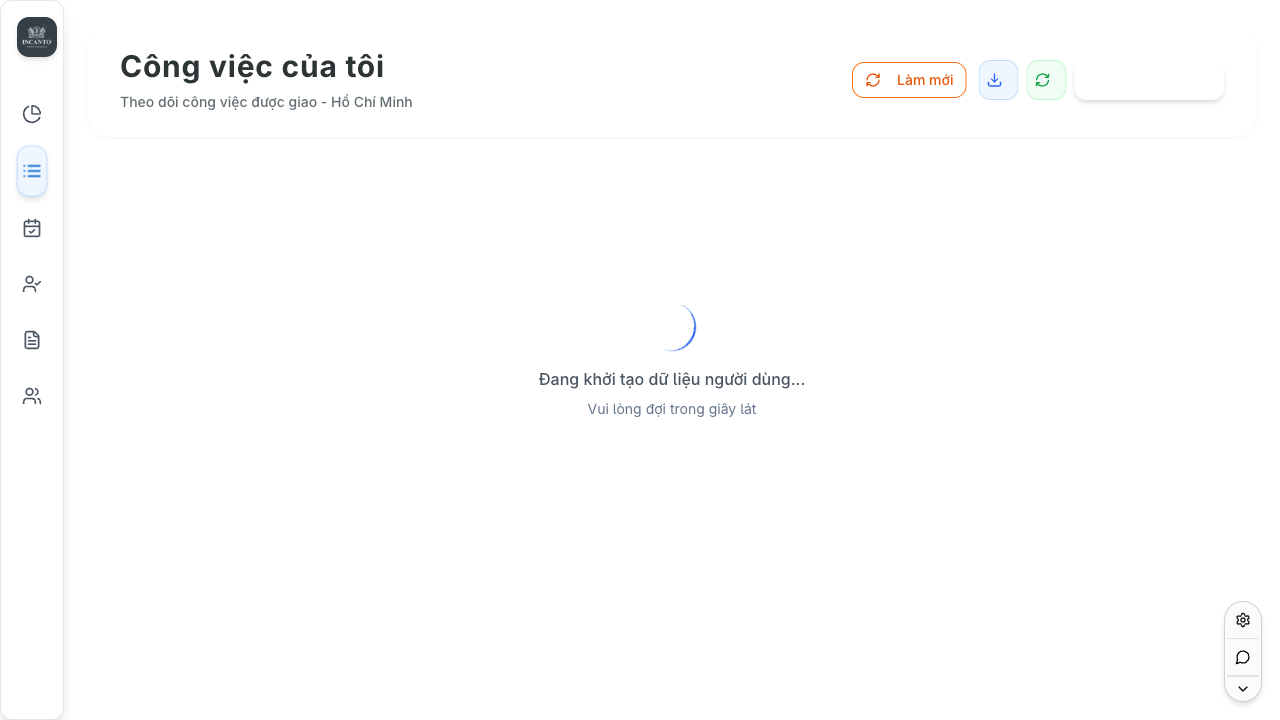 INCANTO
Công việc của tôi
Theo dõi công việc được giao - Hồ Chí Minh
Làm mới
Đang khởi tạo dữ liệu người dùng...
Vui lòng đợi trong giây lát